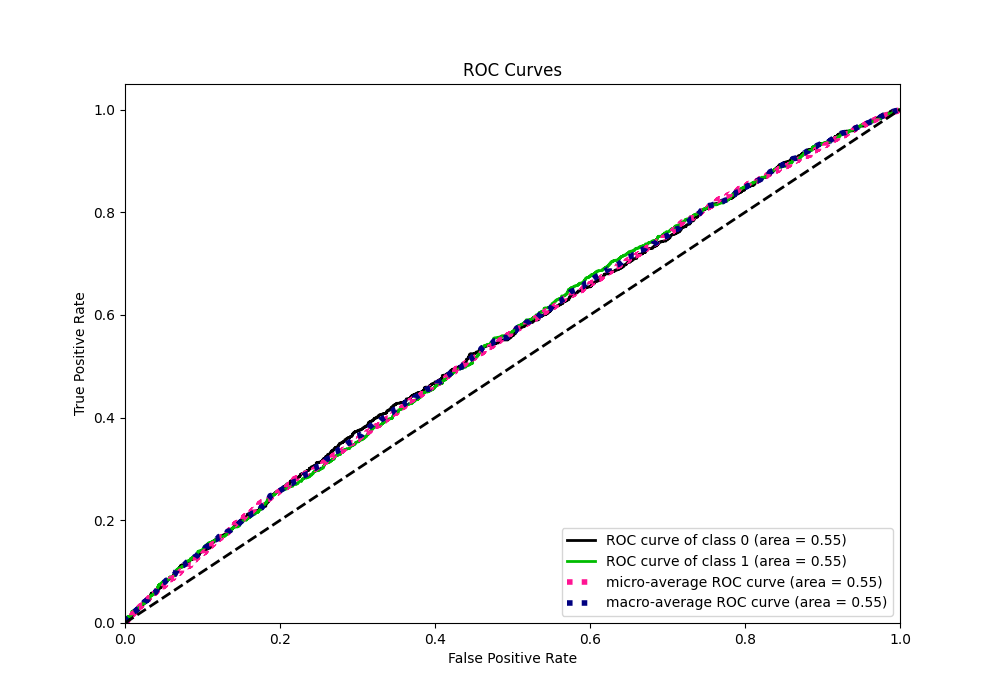 ROC Curves
True Positive Rate
1.0
0.8
0.6
0.4
0.2
0.0
ROC curve of class 0 (area = 0.55)
ROC curve of class 1 (area = 0.55)
micro-average ROC curve (area = 0.55)
macro-average ROC curve (area = 0.55)
0.0 0.2 0.4 0.6 0.8 1.0
False Positive Rate